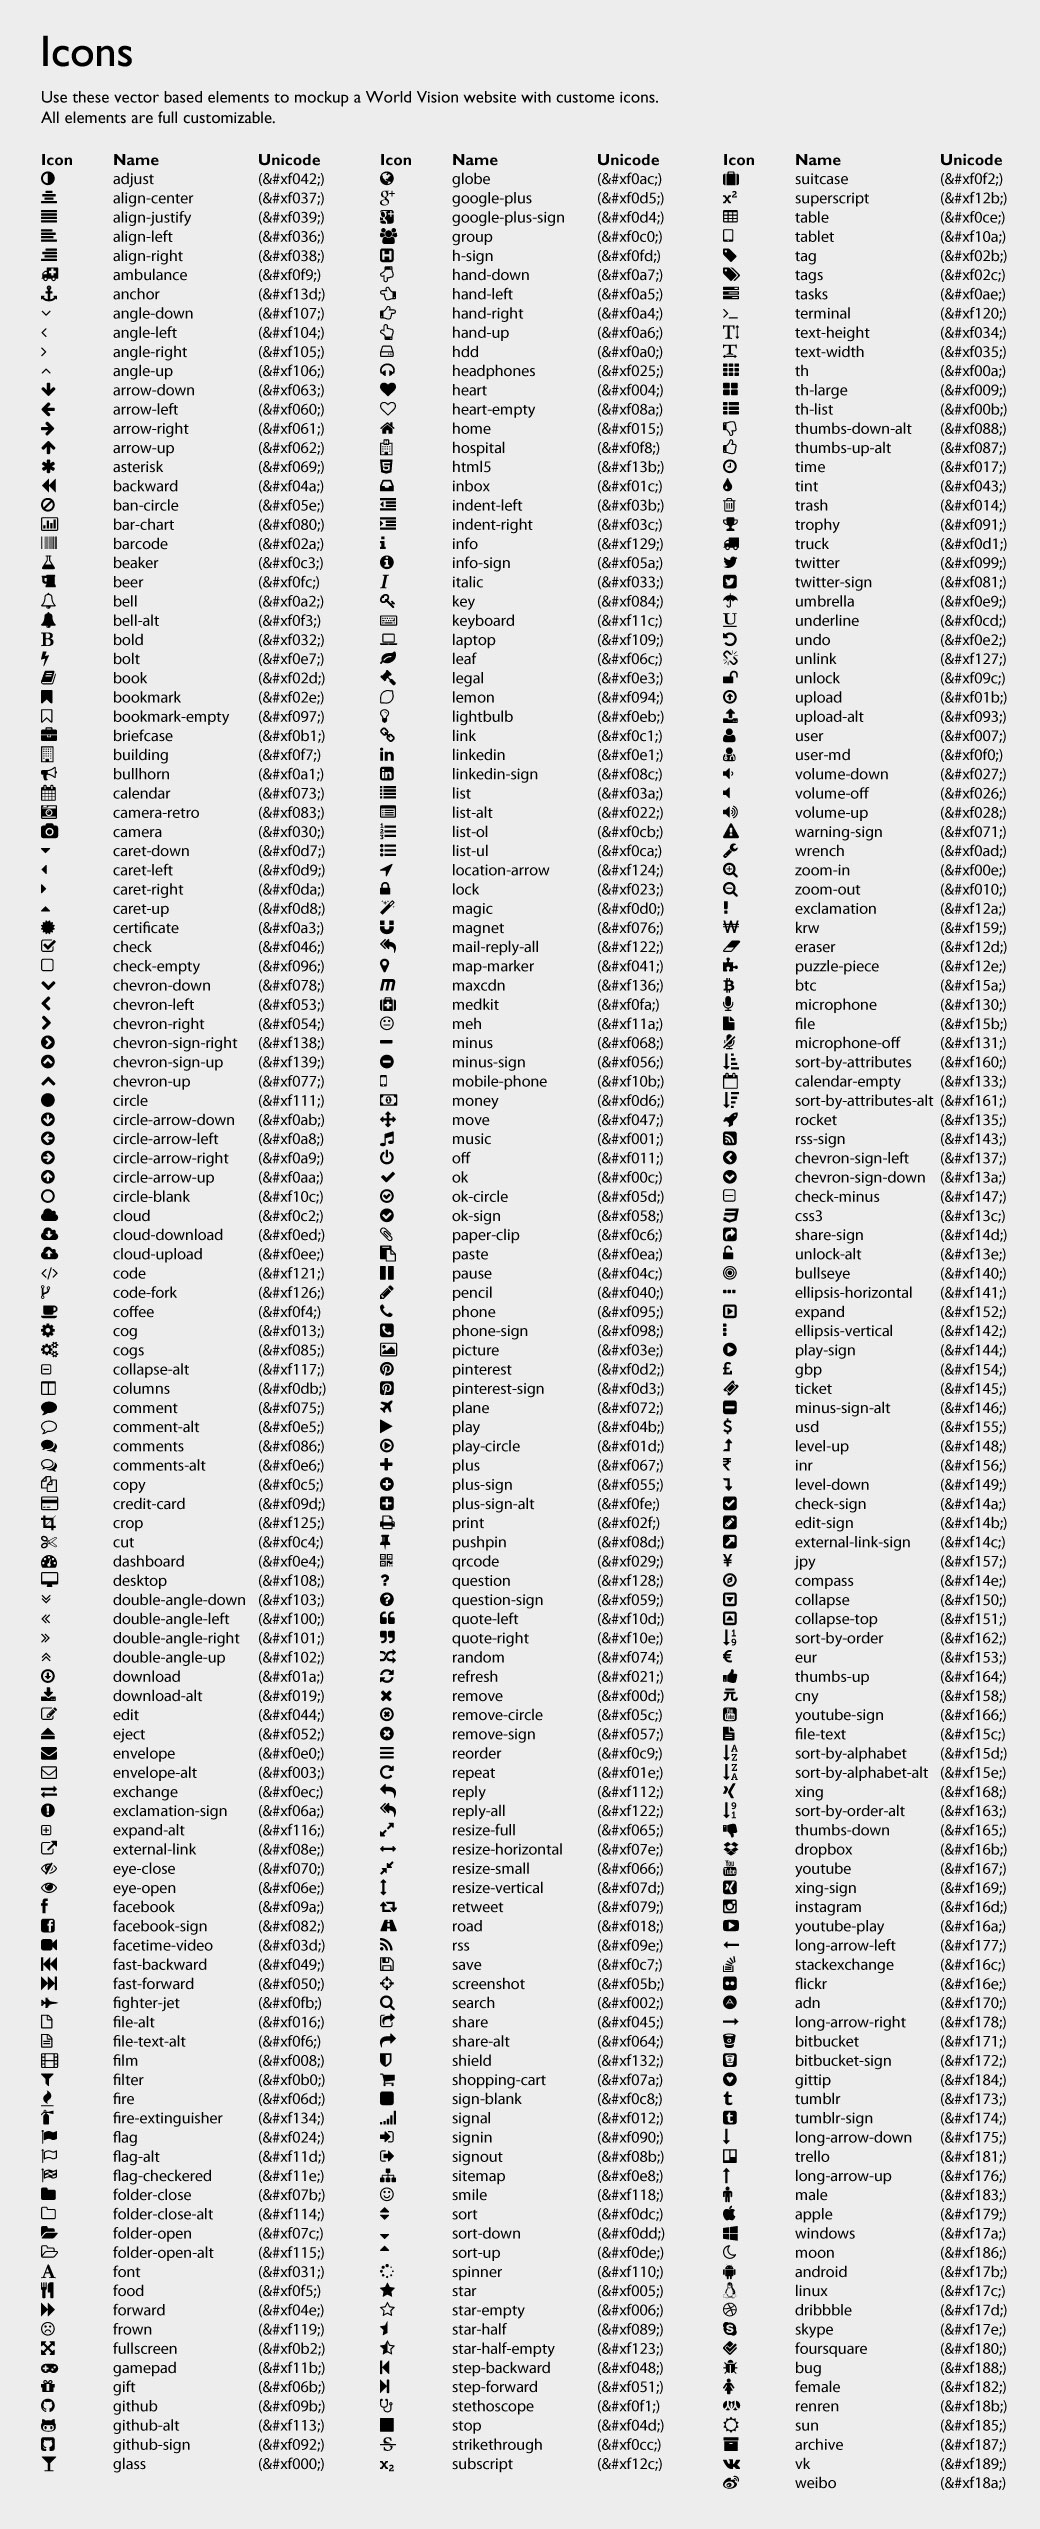 Icons
Use these vector based elements to mockup a World Vision website with custome icons.
All elements are full customizable.
Icon Name Unicode
adjust (&#xf042;)
align-center (&#xf037;)
align-justify (&#xf039;)
align-left (&#xf036;)
align-right (&#xf038;)
ambulance (&#xf0f9;)
anchor (&#xf13d;)
angle-down (&#xf107;)
angle-left (&#xf104;)
angle-right (&#xf105;)
angle-up (&#xf106;)
arrow-down (&#xf063;)
arrow-left (&#xf060;)
arrow-right (&#xf061;)
arrow-up (&#xf062;)
asterisk (&#xf069;)
backward (&#xf04a;)
ban-circle (&#xf05e;)
bar-chart (&#xf080;)
barcode (&#xf02a;)
beaker (&#xf0c3;)
beer (&#xf0fc;)
bell (&#xf0a2;)
bell-alt (&#xf0f3;)
bold (&#xf032;)
bolt (&#xf0e7;)
book (&#xf02d;)
bookmark (&#xf02e;)
bookmark-empty (&#xf097;)
briefcase (&#xf0b1;)
building (&#xf0f7;)
bullhorn (&#xf0a1;)
calendar (&#xf073;)
camera-retro (&#xf083;)
camera (&#xf030;)
caret-down (&#xf0d7;)
caret-left (&#xf0d9;)
caret-right (&#xf0da;)
caret-up (&#xf0d8;)
certificate (&#xf0a3;)
check (&#xf046;)
check-empty (&#xf096;)
chevron-down (&#xf078;)
chevron-left (&#xf053;)
chevron-right (&#xf054;)
chevron-sign-right (&#xf138;)
chevron-sign-up (&#xf139;)
chevron-up (&#xf077;)
circle (&#xf111;)
circle-arrow-down (&#xf0ab;)
circle-arrow-left (&#xf0a8;)
circle-arrow-right (&#xf0a9;)
circle-arrow-up (&#xf0aa;)
circle-blank (&#xf10c;)
cloud (&#xf0c2;)
cloud-download (&#xf0ed;)
cloud-upload (&#xf0ee;)
code (&#xf121;)
code-fork (&#xf126;)
coffee (&#xf0f4;)
cog (&#xf013;)
cogs (&#xf085;)
collapse-alt (&#xf117;)
columns (&#xf0db;)
comment (&#xf075;)
comment-alt (&#xf0e5;)
comments (&#xf086;)
comments-alt (&#xf0e6;)
copy (&#xf0c5;)
credit-card (&#xf09d;)
crop (&#xf125;)
cut (&#xf0c4;)
dashboard (&#xf0e4;)
desktop (&#xf108;)
double-angle-down (&#xf103;)
double-angle-left (&#xf100;)
double-angle-right (&#xf101;)
double-angle-up (&#xf102;)
download (&#xf01a;)
download-alt (&#xf019;)
edit (&#xf044;)
eject (&#xf052;)
envelope (&#xf0e0;)
envelope-alt (&#xf003;)
exchange (&#xf0ec;)
exclamation-sign (&#xf06a;)
expand-alt (&#xf116;)
external-link (&#xf08e;)
eye-close (&#xf070;)
eye-open (&#xf06e;)
facebook (&#xf09a;)
facebook-sign (&#xf082;)
facetime-video (&#xf03d;)
fast-backward (&#xf049;)
fast-forward (&#xf050;)
fighter-jet (&#xf0fb;)
file-alt (&#xf016;)
file-text-alt (&#xf0f6;)
film (&#xf008;)
filter (&#xf0b0;)
fire (&#xf06d;)
fire-extinguisher (&#xf134;)
flag (&#xf024;)
flag-alt (&#xf11d;)
flag-checkered (&#xf11e;)
folder-close (&#xf07b;)
folder-close-alt (&#xf114;)
folder-open (&#xf07c;)
folder-open-alt (&#xf115;)
font (&#xf031;)
food (&#xf0f5;)
forward (&#xf04e;)
frown (&#xf119;)
fullscreen (&#xf0b2;)
gamepad (&#xf11b;)
gift (&#xf06b;)
github (&#xf09b;)
github-alt (&#xf113;)
github-sign (&#xf092;)
glass (&#xf000;)
Icon Name Unicode
globe (&#xf0ac;)
google-plus (&#xf0d5;)
google-plus-sign (&#xf0d4;)
group (&#xf0c0;)
h-sign (&#xf0fd;)
hand-down (&#xf0a7;)
hand-left (&#xf0a5;)
hand-right (&#xf0a4;)
hand-up (&#xf0a6;)
hdd (&#xf0a0;)
headphones (&#xf025;)
heart (&#xf004;)
heart-empty (&#xf08a;)
home (&#xf015;)
hospital (&#xf0f8;)
html5 (&#xf13b;)
inbox (&#xf01c;)
indent-left (&#xf03b;)
indent-right (&#xf03c;)
info (&#xf129;)
info-sign (&#xf05a;)
italic (&#xf033;)
key (&#xf084;)
keyboard (&#xf11c;)
laptop (&#xf109;)
leaf (&#xf06c;)
legal (&#xf0e3;)
lemon (&#xf094;)
lightbulb (&#xf0eb;)
link (&#xf0c1;)
linkedin (&#xf0e1;)
linkedin-sign (&#xf08c;)
list (&#xf03a;)
list-alt (&#xf022;)
list-ol (&#xf0cb;)
list-ul (&#xf0ca;)
location-arrow (&#xf124;)
lock (&#xf023;)
magic (&#xf0d0;)
magnet (&#xf076;)
mail-reply-all (&#xf122;)
map-marker (&#xf041;)
maxcdn (&#xf136;)
medkit (&#xf0fa;)
meh (&#xf11a;)
minus (&#xf068;)
minus-sign (&#xf056;)
mobile-phone (&#xf10b;)
money (&#xf0d6;)
move (&#xf047;)
music (&#xf001;)
off (&#xf011;)
ok (&#xf00c;)
ok-circle (&#xf05d;)
ok-sign (&#xf058;)
paper-clip (&#xf0c6;)
paste (&#xf0ea;)
pause (&#xf04c;)
pencil (&#xf040;)
phone (&#xf095;)
phone-sign (&#xf098;)
picture (&#xf03e;)
pinterest (&#xf0d2;)
pinterest-sign (&#xf0d3;)
plane (&#xf072;)
play (&#xf04b;)
play-circle (&#xf01d;)
plus (&#xf067;)
plus-sign (&#xf055;)
plus-sign-alt (&#xf0fe;)
print (&#xf02f;)
pushpin (&#xf08d;)
qrcode (&#xf029;)
question (&#xf128;)
question-sign (&#xf059;)
quote-left (&#xf10d;)
quote-right (&#xf10e;)
random (&#xf074;)
refresh (&#xf021;)
remove (&#xf00d;)
remove-circle (&#xf05c;)
remove-sign (&#xf057;)
reorder (&#xf0c9;)
repeat (&#xf01e;)
reply (&#xf112;)
reply-all (&#xf122;)
resize-full (&#xf065;)
resize-horizontal (&#xf07e;)
resize-small (&#xf066;)
resize-vertical (&#xf07d;)
retweet (&#xf079;)
road (&#xf018;)
rss (&#xf09e;)
save (&#xf0c7;)
screenshot (&#xf05b;)
search (&#xf002;)
share (&#xf045;)
share-alt (&#xf064;)
shield (&#xf132;)
shopping-cart (&#xf07a;)
sign-blank (&#xf0c8;)
signal (&#xf012;)
signin (&#xf090;)
signout (&#xf08b;)
sitemap (&#xf0e8;)
smile (&#xf118;)
sort (&#xf0dc;)
sort-down (&#xf0dd;)
sort-up (&#xf0de;)
spinner (&#xf110;)
star (&#xf005;)
star-empty (&#xf006;)
star-half (&#xf089;)
star-half-empty (&#xf123;)
step-backward (&#xf048;)
step-forward (&#xf051;)
stethoscope (&#xf0f1;)
stop (&#xf04d;)
strikethrough (&#xf0cc;)
subscript (&#xf12c;)
Icon Name Unicode
suitcase (&#xf0f2;)
superscript (&#xf12b;)
table (&#xf0ce;)
tablet (&#xf10a;)
tag (&#xf02b;)
tags (&#xf02c;)
tasks (&#xf0ae;)
terminal (&#xf120;)
text-height (&#xf034;)
text-width (&#xf035;)
th (&#xf00a;)
th-large (&#xf009;)
th-list (&#xf00b;)
thumbs-down-alt (&#xf088;)
thumbs-up-alt (&#xf087;)
time (&#xf017;)
tint (&#xf043;)
trash (&#xf014;)
trophy (&#xf091;)
truck (&#xf0d1;)
twitter (&#xf099;)
twitter-sign (&#xf081;)
umbrella (&#xf0e9;)
underline (&#xf0cd;)
undo (&#xf0e2;)
unlink (&#xf127;)
unlock (&#xf09c;)
upload (&#xf01b;)
upload-alt (&#xf093;)
user (&#xf007;)
user-md (&#xf0f0;)
volume-down (&#xf027;)
volume-off (&#xf026;)
volume-up (&#xf028;)
warning-sign (&#xf071;)
wrench (&#xf0ad;)
zoom-in (&#xf00e;)
zoom-out (&#xf010;)
exclamation (&#xf12a;)
krw (&#xf159;)
eraser (&#xf12d;)
puzzle-piece (&#xf12e;)
btc (&#xf15a;)
microphone (&#xf130;)
file (&#xf15b;)
microphone-off (&#xf131;)
sort-by-attributes (&#xf160;)
calendar-empty (&#xf133;)
sort-by-attributes-alt (&#xf161;)
rocket (&#xf135;)
rss-sign (&#xf143;)
chevron-sign-left (&#xf137;)
chevron-sign-down (&#xf13a;)
check-minus (&#xf147;)
css3 (&#xf13c;)
share-sign (&#xf14d;)
unlock-alt (&#xf13e;)
bullseye (&#xf140;)
ellipsis-horizontal (&#xf141;)
expand (&#xf152;)
ellipsis-vertical (&#xf142;)
play-sign (&#xf144;)
gbp (&#xf154;)
ticket (&#xf145;)
minus-sign-alt (&#xf146;)
usd (&#xf155;)
level-up (&#xf148;)
inr (&#xf156;)
level-down (&#xf149;)
check-sign (&#xf14a;)
edit-sign (&#xf14b;)
external-link-sign (&#xf14c;)
jpy (&#xf157;)
compass (&#xf14e;)
collapse (&#xf150;)
collapse-top (&#xf151;)
sort-by-order (&#xf162;)
eur (&#xf153;)
thumbs-up (&#xf164;)
cny (&#xf158;)
youtube-sign (&#xf166;)
file-text (&#xf15c;)
sort-by-alphabet (&#xf15d;)
sort-by-alphabet-alt (&#xf15e;)
xing (&#xf168;)
sort-by-order-alt (&#xf163;)
thumbs-down (&#xf165;)
dropbox (&#xf16b;)
youtube (&#xf167;)
xing-sign (&#xf169;)
instagram (&#xf16d;)
youtube-play (&#xf16a;)
long-arrow-left (&#xf177;)
stackexchange (&#xf16c;)
flickr (&#xf16e;)
adn (&#xf170;)
long-arrow-right (&#xf178;)
bitbucket (&#xf171;)
bitbucket-sign (&#xf172;)
gittip (&#xf184;)
tumblr (&#xf173;)
tumblr-sign (&#xf174;)
long-arrow-down (&#xf175;)
trello (&#xf181;)
long-arrow-up (&#xf176;)
male (&#xf183;)
apple (&#xf179;)
windows (&#xf17a;)
moon (&#xf186;)
android (&#xf17b;)
linux (&#xf17c;)
dribbble (&#xf17d;)
skype (&#xf17e;)
foursquare (&#xf180;)
bug (&#xf188;)
female (&#xf182;)
renren (&#xf18b;)
sun (&#xf185;)
archive (&#xf187;)
vk (&#xf189;)
weibo (&#xf18a;)